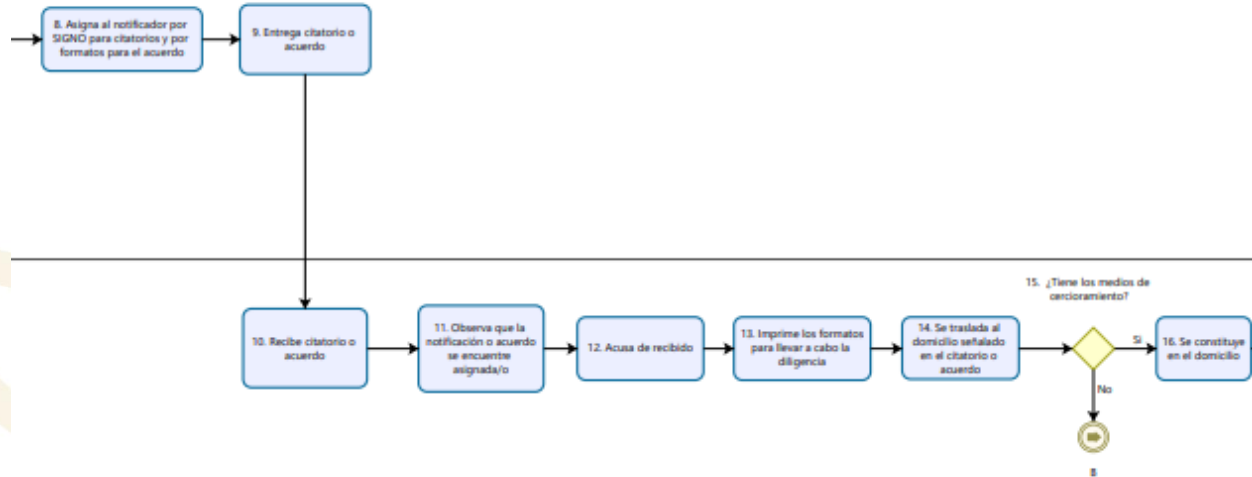 8. Asigna al notificador por
SIGNO para citatorios y por
formatos para el acuerdo
9. Entrega citatorio o
acuerdo
10. Recibe citatorio o
acuerdo
11. Observa que la
notificación o acuerdo
se encuentre
asignada/o
12. Acusa de recibido
13. Imprime los formatos
para llevar a cabo la
diligencia
14. Se traslada al
domicilio señalado
en el citatorio o
acuerdo
15. ¿Tiene los medios de
cercioramiento?
Si
No
B
16. Se constituye
en el domicilio